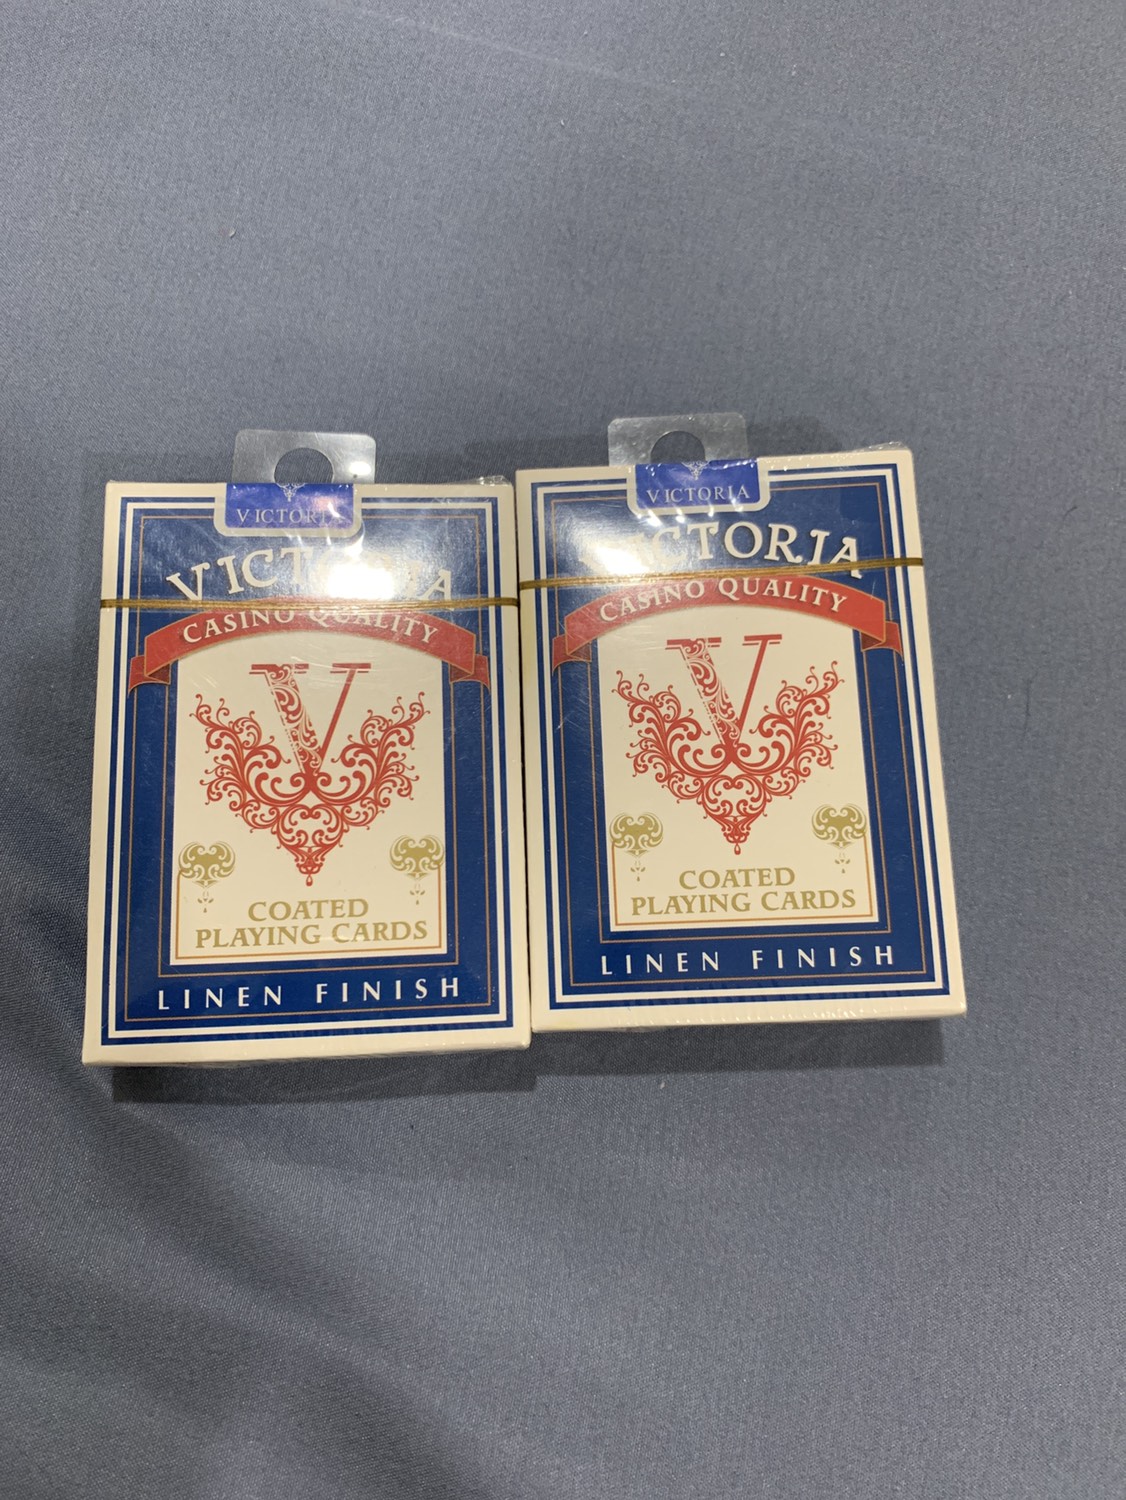 VICTORIA
VICTORIA
CASINO QUALITY
V
COATED
PLAYING CARDS
LINEN FINISH
VICTORIA
VICTORIA
CASINO QUALITY
V
COATED
PLAYING CARDS
LINEN FINISH